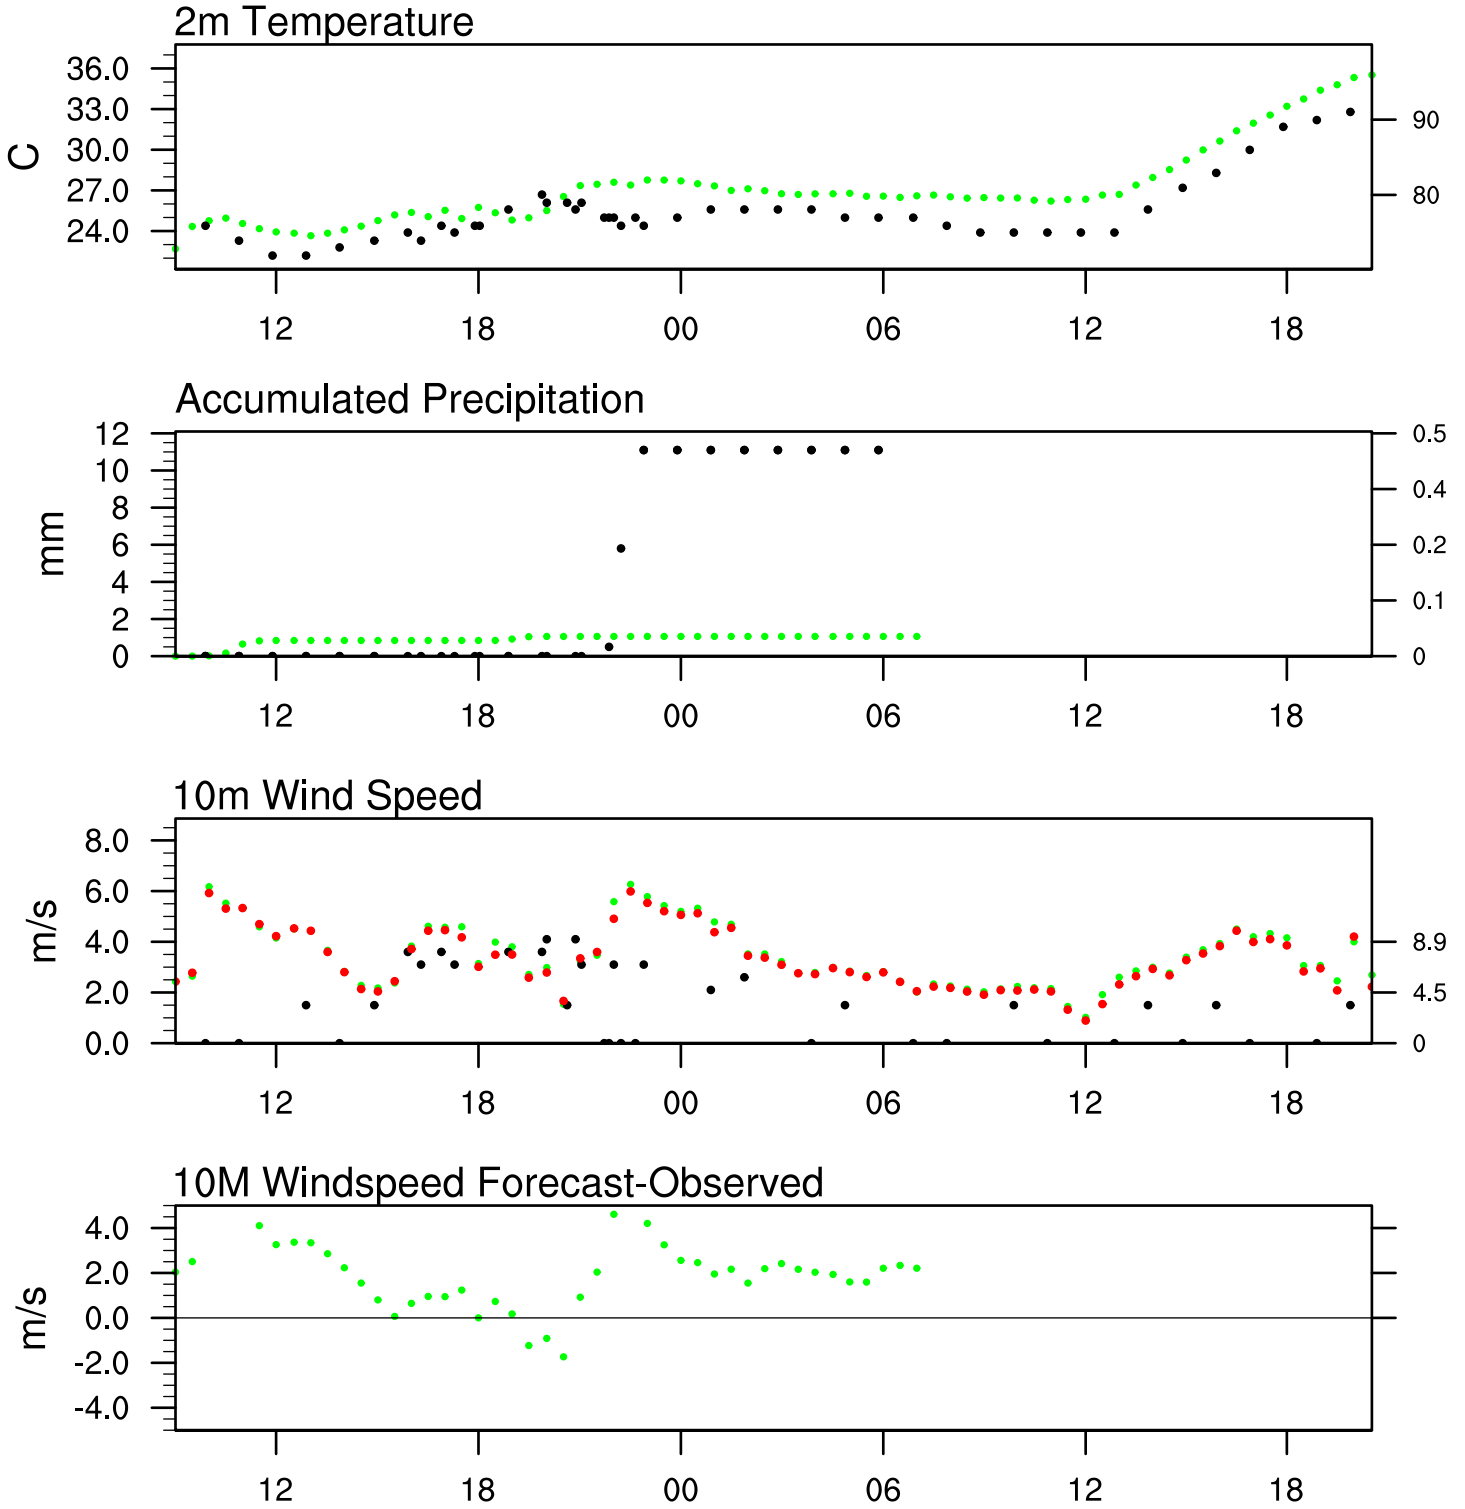 2m Temperature
36.0
33.0
30.0
27.0
24.0
C
90
80
12 18 00 06 12 18
Accumulated Precipitation
12
10
8
6
4
2
0
mm
0.5
0.4
0.2
0.1
0
12 18 00 06 12 18
10m Wind Speed
8.0
6.0
4.0
2.0
0.0
m/s
8.9
4.5
0
12 18 00 06 12 18
10M Windspeed Forecast-Observed
4.0
2.0
0.0
-2.0
-4.0
m/s
12 18 00 06 12 18